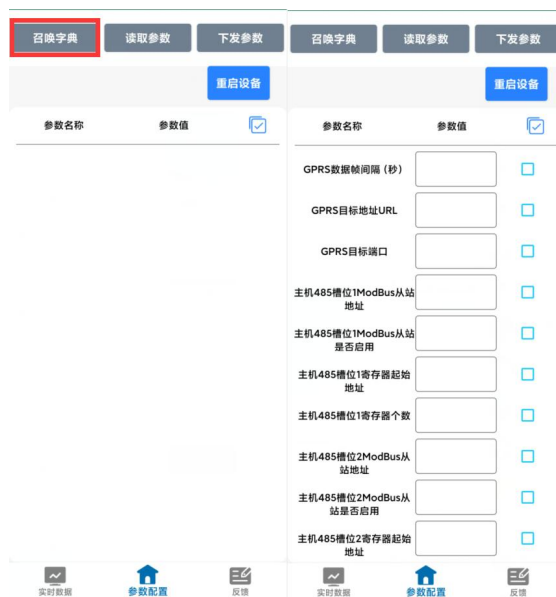 召唤字典
读取参数
下发参数
重启设备
参数名称
参数值
实时数据
参数配置
反馈
召唤字典
读取参数
下发参数
重启设备
参数名称
参数值
GPRS数据帧间隔（秒）
GPRS目标地址URL
GPRS目标端口
主机485槽位1ModBus从站
地址
主机485槽位1ModBus从站
是否启用
主机485槽位1寄存器起始
地址
主机485槽位1寄存器个数
主机485槽位2ModBus从
站地址
主机485槽位2ModBus从
站是否启用
主机485槽位2寄存器起始
地址
实时数据
参数配置
反馈